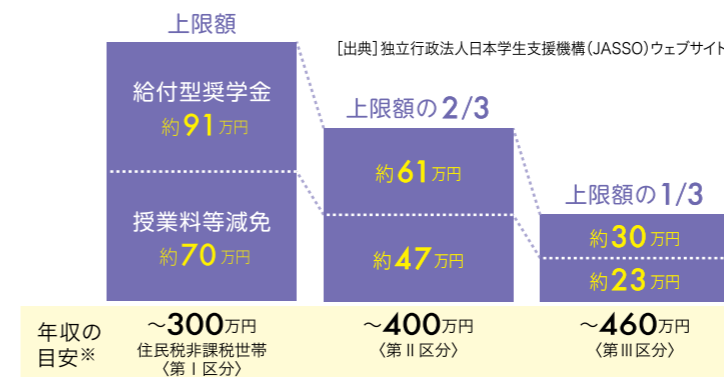 上限額
［出典］独立行政法人日本学生支援機構（JASSO）ウェブサイト
給付型奨学金
約91万円
授業料等減免
約70万円
上限額の2/3
約61万円
約47万円
上限額の1/3
約30万円
約23万円
年収の
目安※
〜300万円
住民税非課税世帯
〈第Ⅰ区分〉
〜400万円
〈第Ⅱ区分〉
〜460万円
〈第Ⅲ区分〉